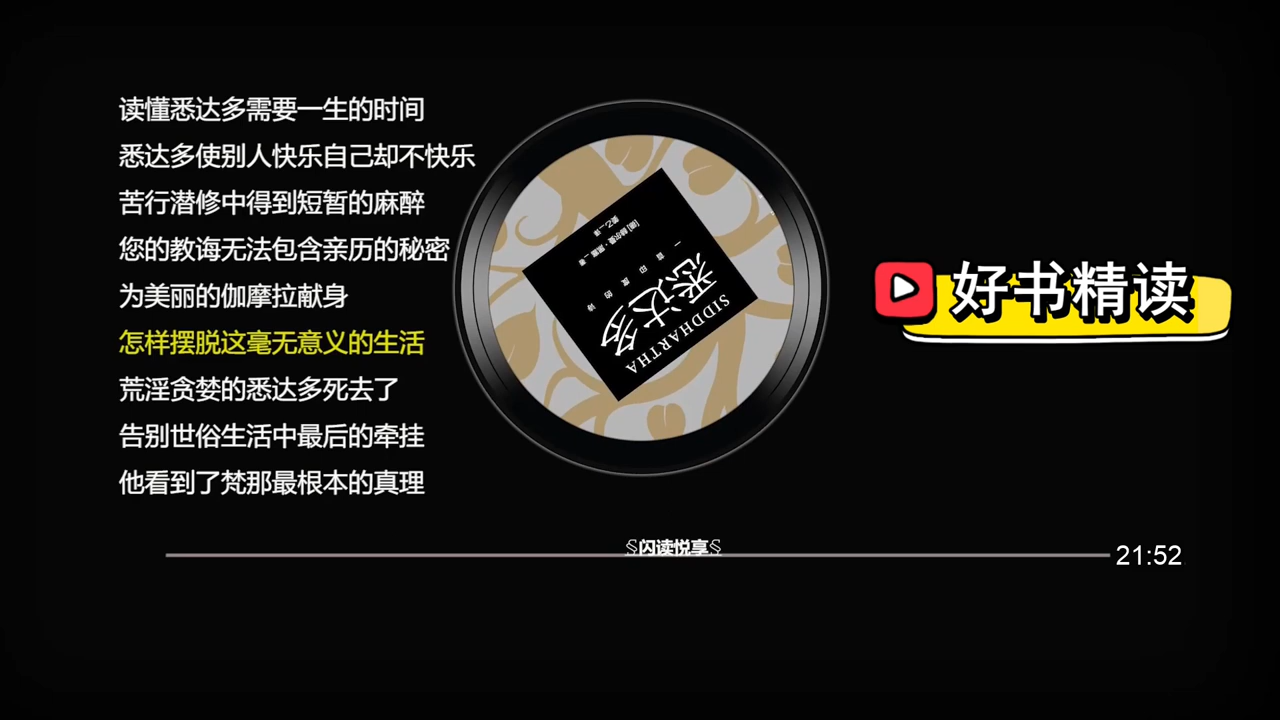 读懂悉达多需要一生的时间
悉达多使别人快乐自己却不快乐
苦行潜修中得到短暂的麻醉
您的教诲无法包含亲历的秘密
为美丽的伽摩拉献身
怎样摆脱这毫无意义的生活
荒淫贪婪的悉达多死去了
告别世俗生活中最后的牵挂
他看到了梵那最根本的真理
悉达多
SIDDHARTHA
一首印度的诗
好书精读
§闪读悦享§
21:52